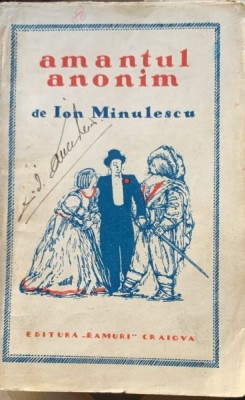 amantul
anonim
de Ion Minulescu
EDITURA „RAMURI" CRAIOVA